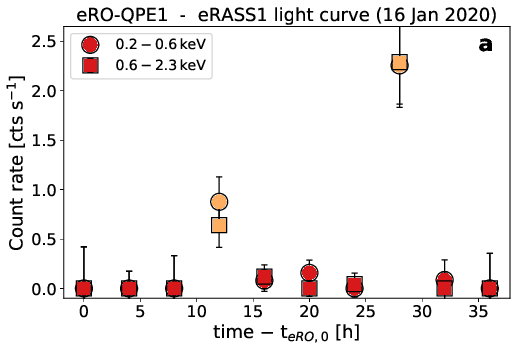 eRO-QPE1 - eRASS1 light curve (16 Jan 2020)
a
0.2 – 0.6 keV
0.6 – 2.3 keV
Count rate [cts s⁻¹]
2.5
2.0
1.5
1.0
0.5
0.0
0 5 10 15 20 25 30 35
time − t_eRO,0 [h]